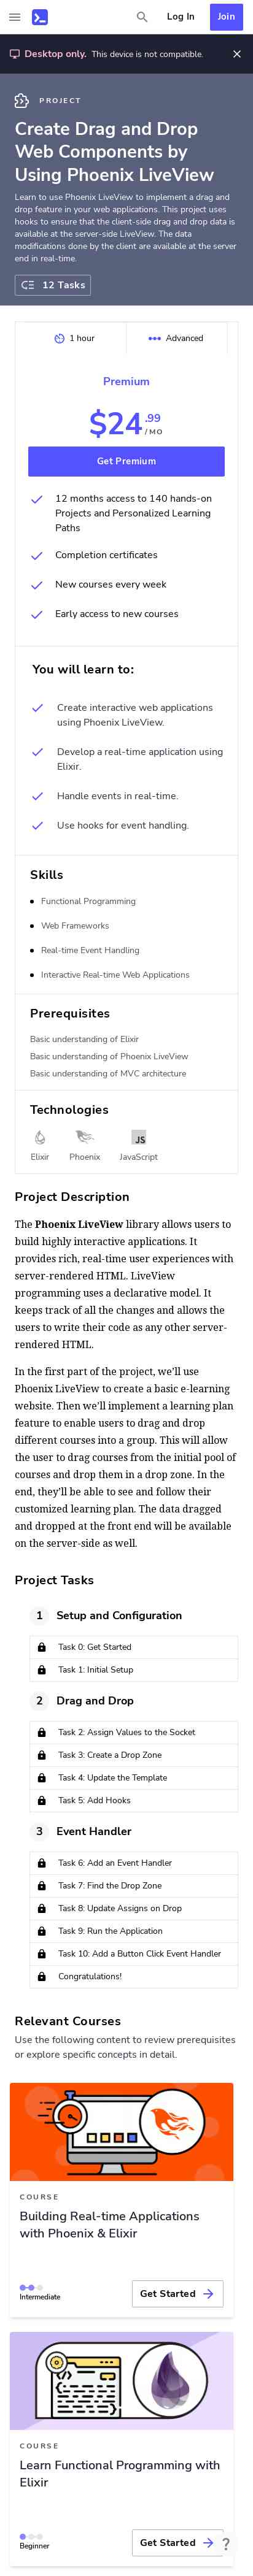 Log In
Join
Desktop only. This device is not compatible.
PROJECT
Create Drag and Drop
Web Components by
Using Phoenix LiveView
Learn to use Phoenix LiveView to implement a drag and
drop feature in your web applications. This project uses
hooks to ensure that the client-side drag and drop data is
available at the server-side LiveView. The data
modifications done by the client are available at the server
end in real-time.
12 Tasks
1 hour
Advanced
Premium
$24.99
/ MO
Get Premium
12 months access to 140 hands-on
Projects and Personalized Learning
Paths
Completion certificates
New courses every week
Early access to new courses
You will learn to:
Create interactive web applications
using Phoenix LiveView.
Develop a real-time application using
Elixir.
Handle events in real-time.
Use hooks for event handling.
Skills
Functional Programming
Web Frameworks
Real-time Event Handling
Interactive Real-time Web Applications
Prerequisites
Basic understanding of Elixir
Basic understanding of Phoenix LiveView
Basic understanding of MVC architecture
Technologies
JS
Elixir
Phoenix
JavaScript
Project Description
The Phoenix LiveView library allows users to
build highly interactive applications. It
provides rich, real-time user experiences with
server-rendered HTML. LiveView
programming uses a declarative model. It
keeps track of all the changes and allows the
users to write their code as any other server-
rendered HTML.
In the first part of the project, we'll use
Phoenix LiveView to create a basic e-learning
website. Then we'll implement a learning plan
feature to enable users to drag and drop
different courses into a group. This will allow
the user to drag courses from the initial pool of
courses and drop them in a drop zone. In the
end, they'll be able to see and follow their
customized learning plan. The data dragged
and dropped at the front end will be available
on the server-side as well.
Project Tasks
1 Setup and Configuration
Task 0: Get Started
Task 1: Initial Setup
2 Drag and Drop
Task 2: Assign Values to the Socket
Task 3: Create a Drop Zone
Task 4: Update the Template
Task 5: Add Hooks
3 Event Handler
Task 6: Add an Event Handler
Task 7: Find the Drop Zone
Task 8: Update Assigns on Drop
Task 9: Run the Application
Task 10: Add a Button Click Event Handler
Congratulations!
Relevant Courses
Use the following content to review prerequisites
or explore specific concepts in detail.
COURSE
Building Real-time Applications
with Phoenix & Elixir
Intermediate
Get Started
COURSE
Learn Functional Programming with
Elixir
Beginner
Get Started
?